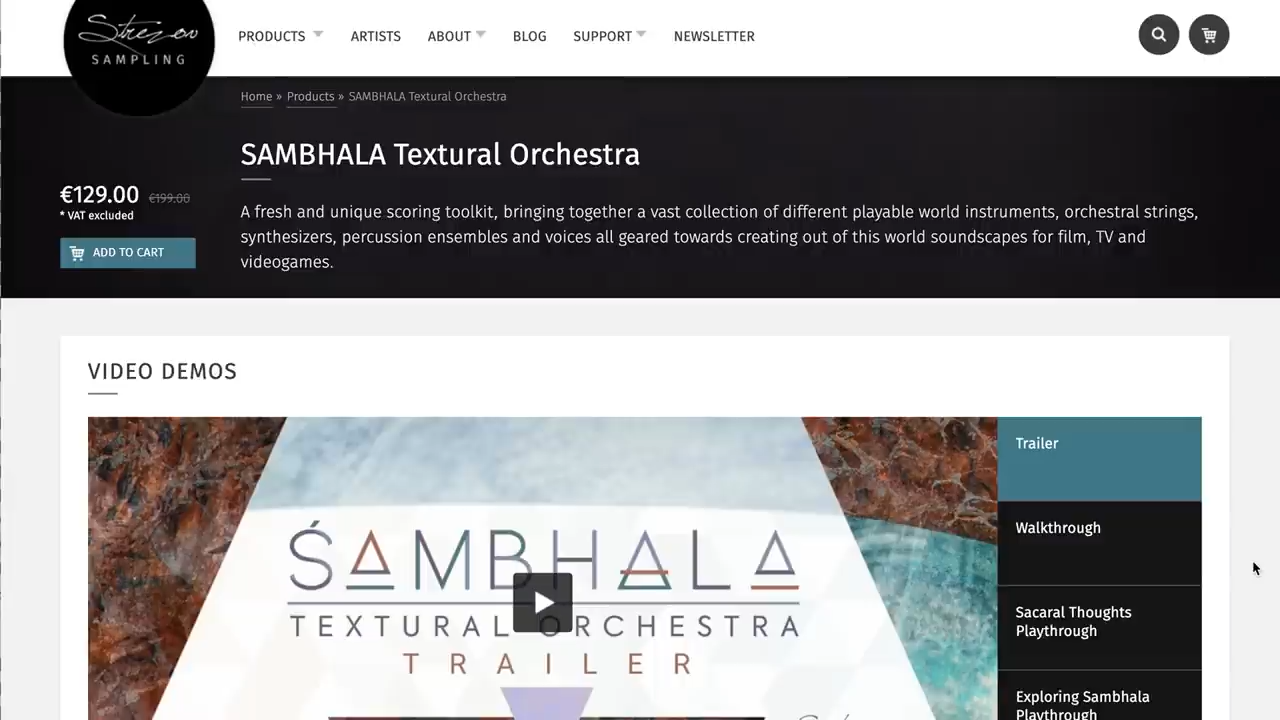 Strezov
SAMPLING
PRODUCTS
ARTISTS
ABOUT
BLOG
SUPPORT
NEWSLETTER
Home » Products » SAMBHALA Textural Orchestra
SAMBHALA Textural Orchestra
€129.00 €199.00
* VAT excluded
ADD TO CART
A fresh and unique scoring toolkit, bringing together a vast collection of different playable world instruments, orchestral strings,
synthesizers, percussion ensembles and voices all geared towards creating out of this world soundscapes for film, TV and
videogames.
VIDEO DEMOS
ŚAMBHALA
TEXTURAL ORCHESTRA
TRAILER
Trailer
Walkthrough
Sacaral Thoughts
Playthrough
Exploring Sambhala
Playthrough